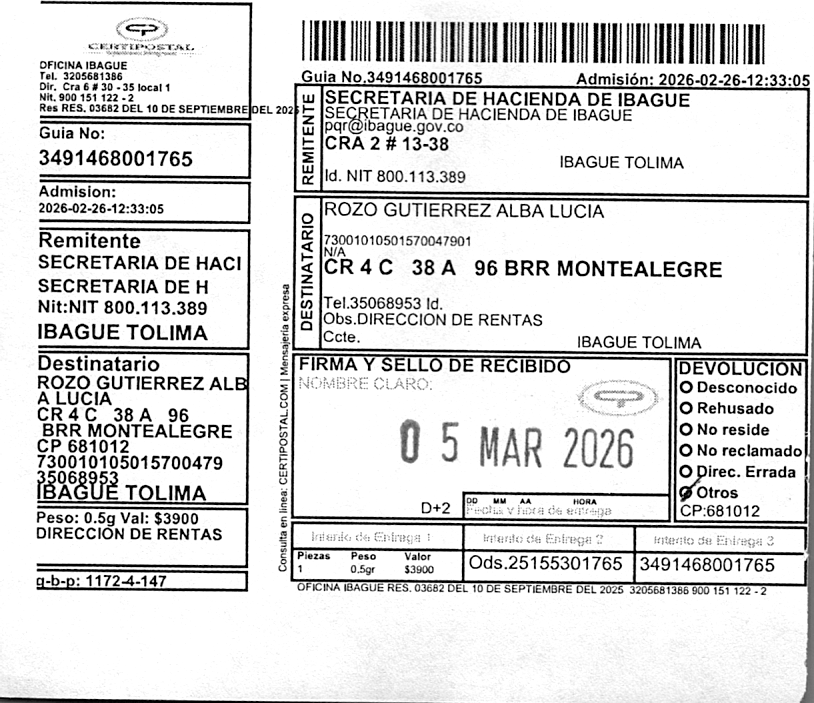 CERTIPOSTAL
OFICINA IBAGUE
Tel. 3205681386
Dir. Cra 6 # 30 - 35 local 1
Nit. 900 151 122 - 2
Res RES. 03682 DEL 10 DE SEPTIEMBRE DEL 2025
Guia No:
3491468001765
Admision:
2026-02-26-12:33:05
Remitente
SECRETARIA DE HACI
SECRETARIA DE H
Nit:NIT 800.113.389
IBAGUE TOLIMA
Destinatario
ROZO GUTIERREZ ALB
A LUCIA
CR 4 C 38 A 96
BRR MONTEALEGRE
CP 681012
730010105015700479
35068953
IBAGUE TOLIMA
Peso: 0.5g Val: $3900
DIRECCIÓN DE RENTAS
g-b-p: 1172-4-147
Consulta en linea: CERTIPOSTAL.COM | Mensajería expresa
Guia No.3491468001765 Admisión: 2026-02-26-12:33:05
REMITENTE
SECRETARIA DE HACIENDA DE IBAGUE
SECRETARIA DE HACIENDA DE IBAGUE
pqr@ibague.gov.co
CRA 2 # 13-38
IBAGUE TOLIMA
Id. NIT 800.113.389
DESTINATARIO
ROZO GUTIERREZ ALBA LUCIA
73001010501570047901
N/A
CR 4 C 38 A 96 BRR MONTEALEGRE
Tel.35068953 Id.
Obs.DIRECCION DE RENTAS
Ccte.
IBAGUE TOLIMA
FIRMA Y SELLO DE RECIBIDO
NOMBRE CLARO:
05 MAR 2026
D+2
DD MM AA HORA
Fecha y hora de entrega
DEVOLUCIÓN
Desconocido
Rehusado
No reside
No reclamado
Direc. Errada
Otros
CP:681012
Intento de Entrega 1 Intento de Entrega 2 Intento de Entrega 3
Piezas Peso Valor
1 0,5gr $3900
Ods.25155301765
3491468001765
OFICINA IBAGUE RES. 03682 DEL 10 DE SEPTIEMBRE DEL 2025 3205681386 900 151 122 - 2